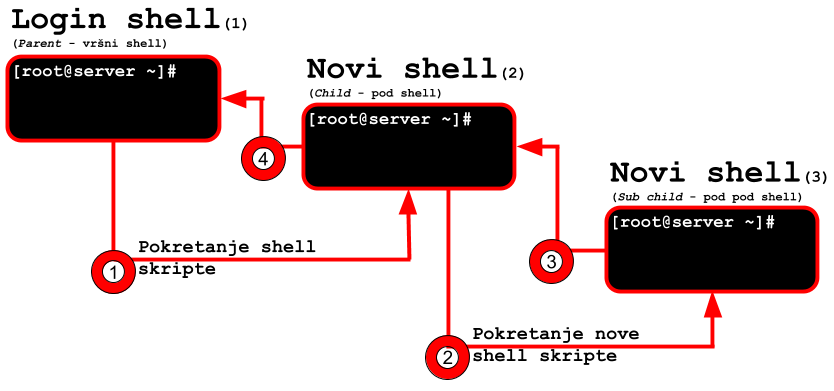 Login shell(1)
(Parent - vršni shell)
[root@server ~]#
Novi shell(2)
(Child - pod shell)
[root@server ~]#
4
Novi shell(3)
(Sub child - pod pod shell)
[root@server ~]#
Pokretanje shell
skripte
1
3
Pokretanje nove
shell skripte
2